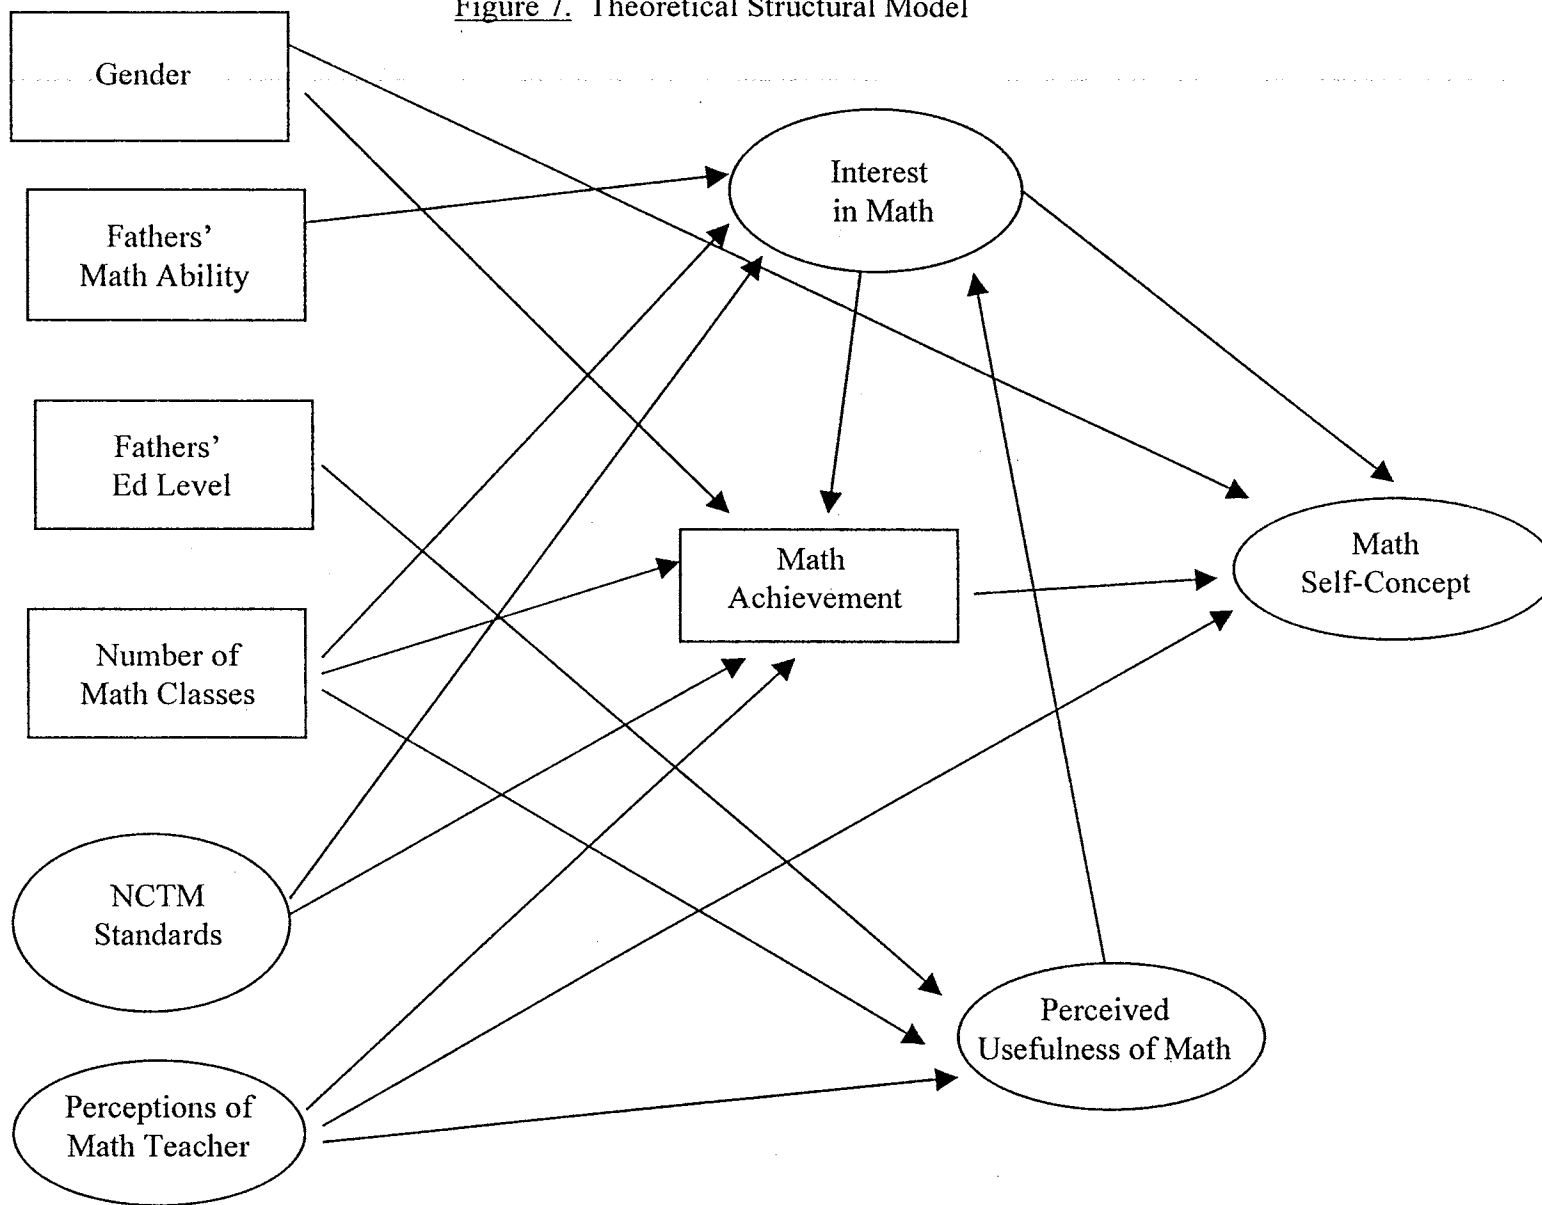 Figure 7. Theoretical Structural Model
Gender
Interest
in Math
Fathers'
Math Ability
Fathers'
Ed Level
Math
Achievement
Math
Self-Concept
Number of
Math Classes
NCTM
Standards
Perceived
Usefulness of Math
Perceptions of
Math Teacher